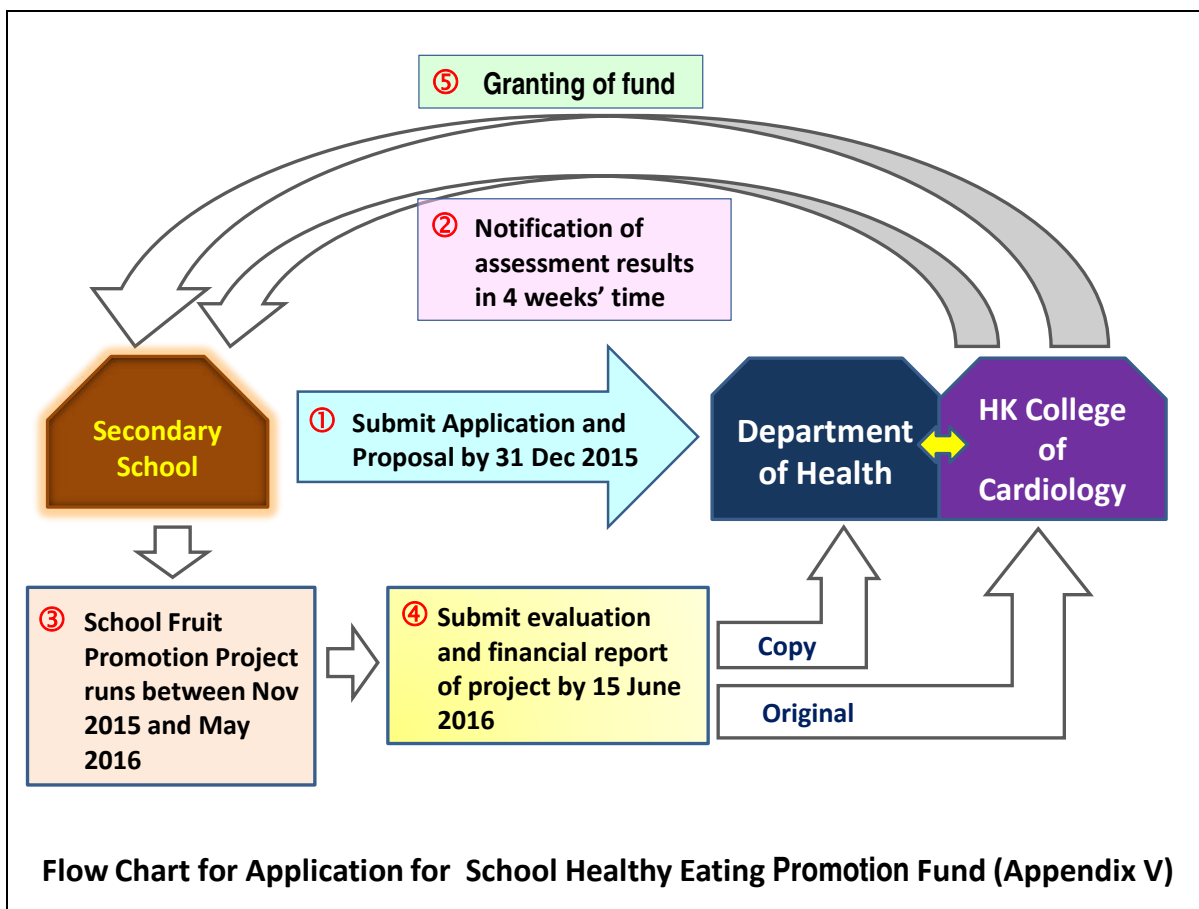 ⑤ Granting of fund
② Notification of
assessment results
in 4 weeks’ time
Secondary
School
① Submit Application and
Proposal by 31 Dec 2015
Department
of Health
HK College
of
Cardiology
③ School Fruit
Promotion Project
runs between Nov
2015 and May
2016
④ Submit evaluation
and financial report
of project by 15 June
2016
Copy
Original
Flow Chart for Application for School Healthy Eating Promotion Fund (Appendix V)